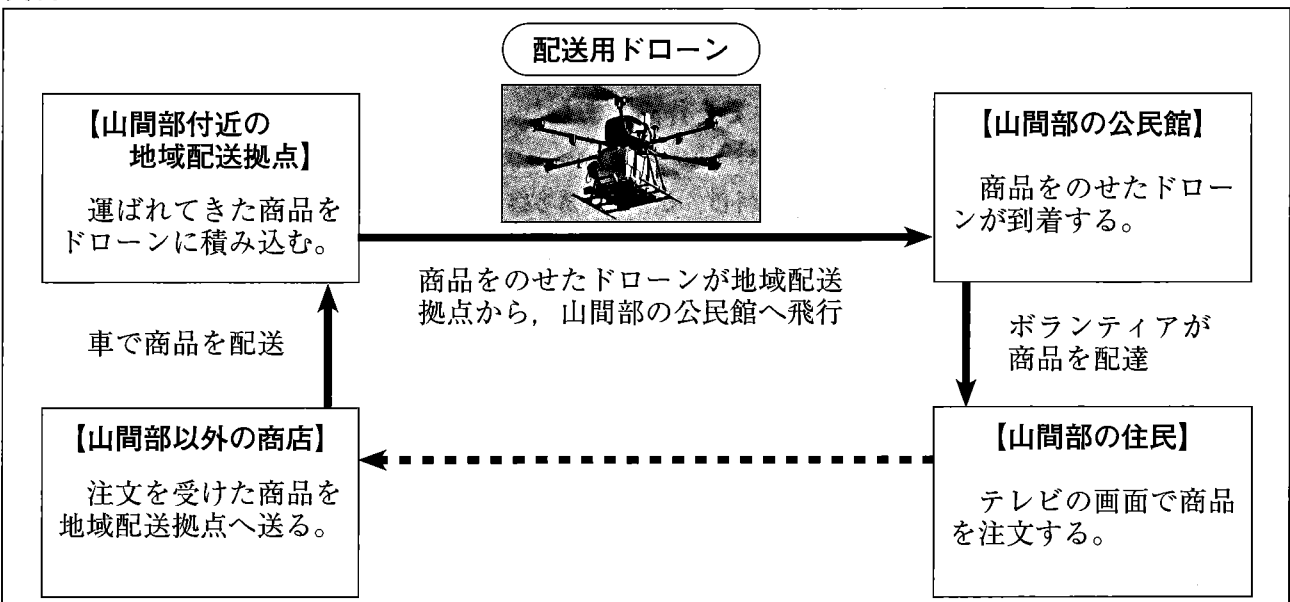 配送用ドローン
【山間部付近の
地域配送拠点】
運ばれてきた商品を
ドローンに積み込む。
商品をのせたドローンが地域配送
拠点から,山間部の公民館へ飛行
【山間部の公民館】
商品をのせたドロー
ンが到着する。
ボランティアが
商品を配達
【山間部の住民】
テレビの画面で商品
を注文する。
【山間部以外の商店】
注文を受けた商品を
地域配送拠点へ送る。
車で商品を配送